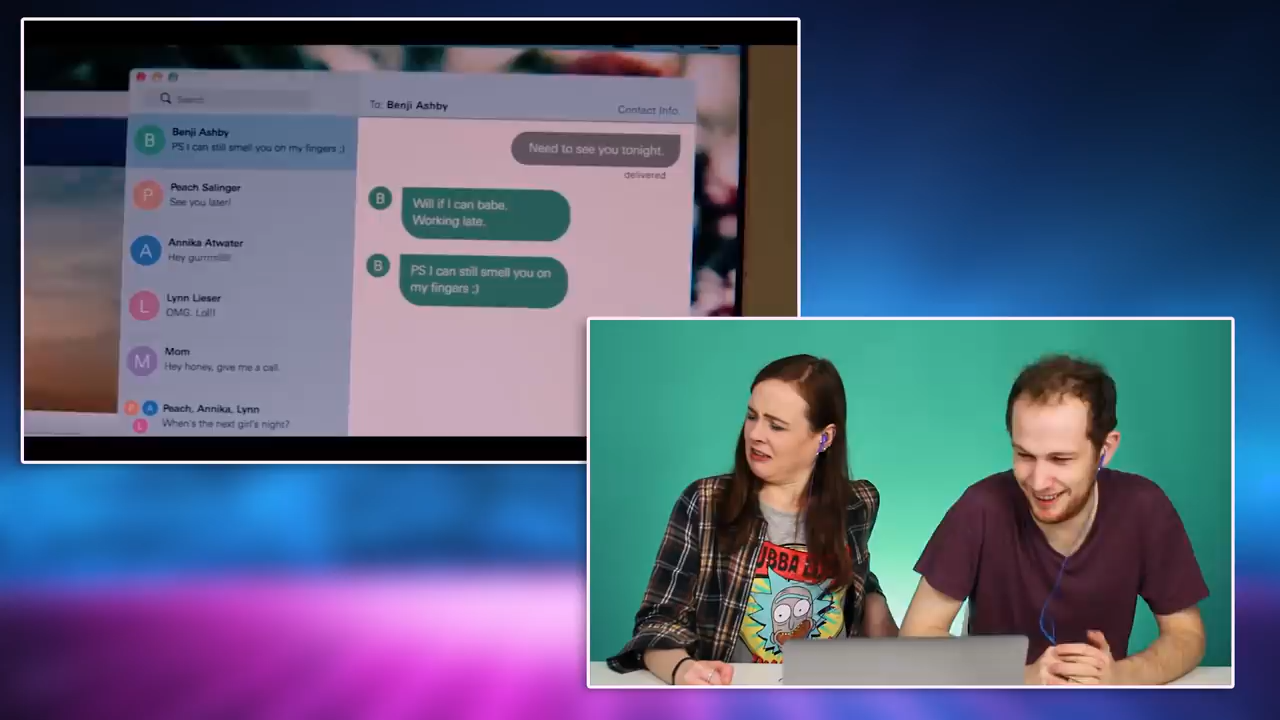 Search
Benji Ashby
PS I can still smell you on my fingers ;)
Peach Salinger
See you later!
Annika Atwater
Lynn Lieser
OMG. Lol!!
Mom
Hey honey, give me a call.
Peach, Annika, Lynn
When's the next girl's night?
To: Benji Ashby
Contact Info.
Need to see you tonight.
delivered
B
Will if I can babe.
Working late.
B
PS I can still smell you on
my fingers ;)
B
P
A
L
M
P
A
L